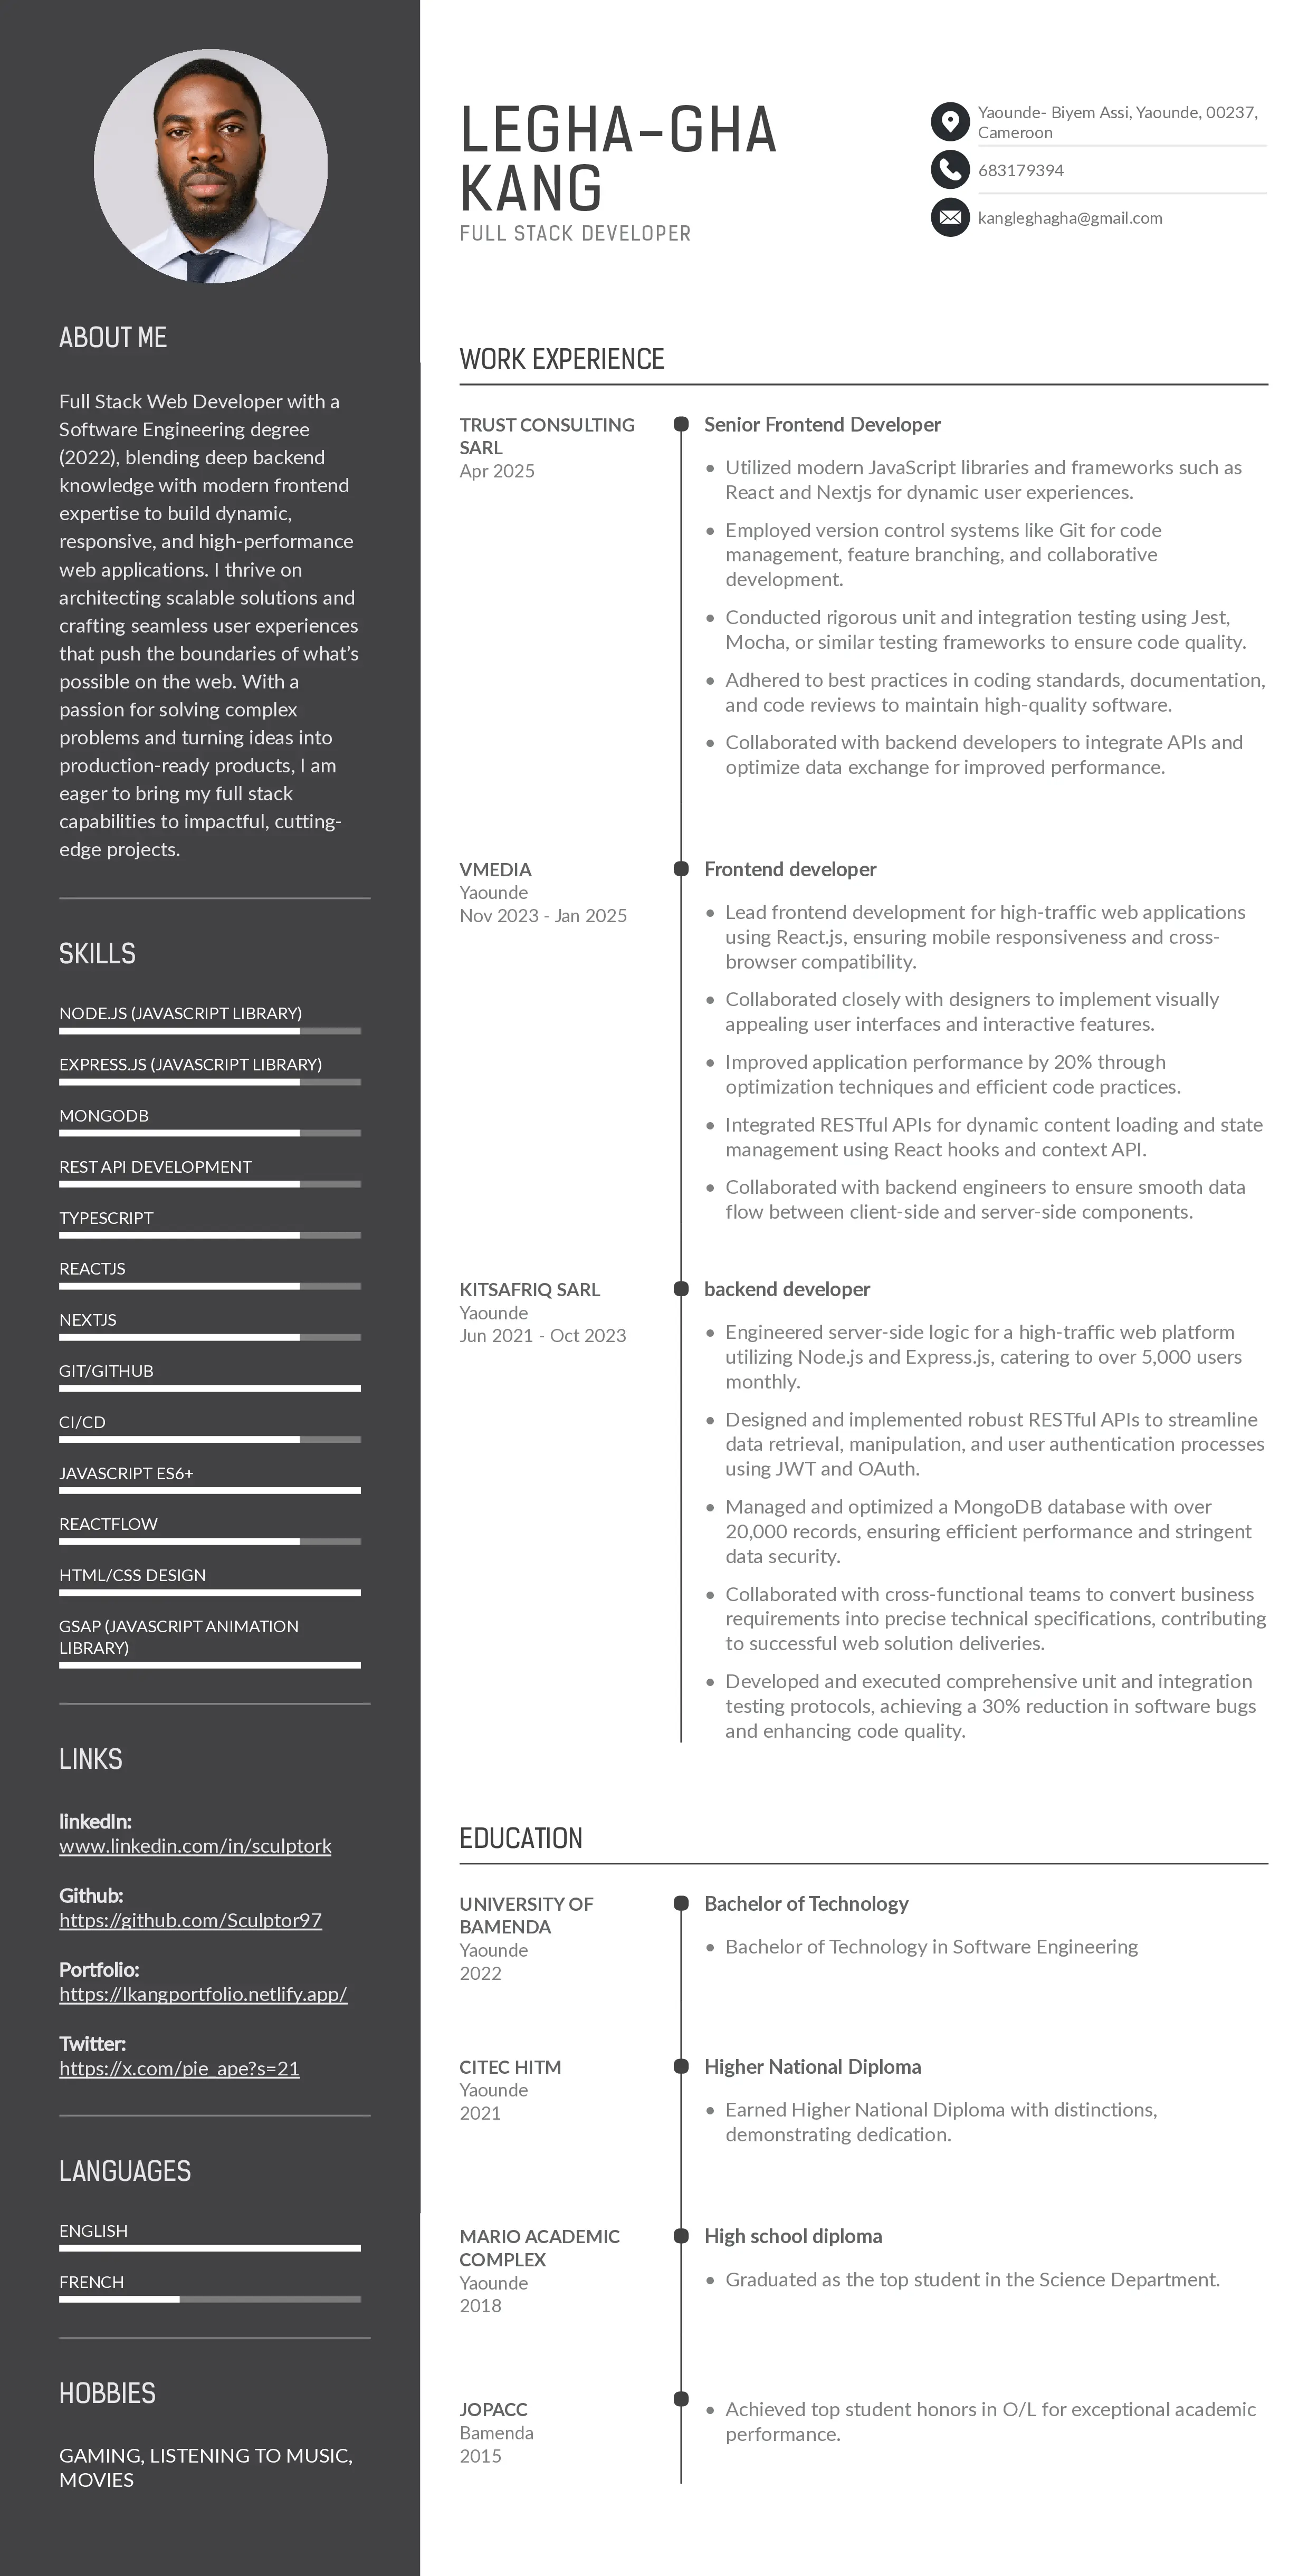 LEGHA-GHA
KANG
FULL STACK DEVELOPER
Yaounde- Biyem Assi, Yaounde, 00237,
Cameroon
683179394
kangleghagha@gmail.com
ABOUT ME
Full Stack Web Developer with a
Software Engineering degree
(2022), blending deep backend
knowledge with modern frontend
expertise to build dynamic,
responsive, and high-performance
web applications. I thrive on
architecting scalable solutions and
crafting seamless user experiences
that push the boundaries of what's
possible on the web. With a
passion for solving complex
problems and turning ideas into
production-ready products, I am
eager to bring my full stack
capabilities to impactful, cutting-
edge projects.
SKILLS
NODE.JS (JAVASCRIPT LIBRARY)
EXPRESS.JS (JAVASCRIPT LIBRARY)
MONGODB
REST API DEVELOPMENT
TYPESCRIPT
REACTJS
NEXTJS
GIT/GITHUB
CI/CD
JAVASCRIPT ES6+
REACTFLOW
HTML/CSS DESIGN
GSAP (JAVASCRIPT ANIMATION
LIBRARY)
LINKS
linkedIn:
www.linkedin.com/in/sculptork
Github:
https://github.com/Sculptor97
Portfolio:
https://lkangportfolio.netlify.app/
Twitter:
https://x.com/pie_ape?s=21
LANGUAGES
ENGLISH
FRENCH
HOBBIES
GAMING, LISTENING TO MUSIC,
MOVIES
WORK EXPERIENCE
TRUST CONSULTING
SARL
Apr 2025
Senior Frontend Developer
• Utilized modern JavaScript libraries and frameworks such as
React and Nextjs for dynamic user experiences.
• Employed version control systems like Git for code
management, feature branching, and collaborative
development.
• Conducted rigorous unit and integration testing using Jest,
Mocha, or similar testing frameworks to ensure code quality.
• Adhered to best practices in coding standards, documentation,
and code reviews to maintain high-quality software.
• Collaborated with backend developers to integrate APIs and
optimize data exchange for improved performance.
VMEDIA
Yaounde
Nov 2023 - Jan 2025
Frontend developer
• Lead frontend development for high-traffic web applications
using React.js, ensuring mobile responsiveness and cross-
browser compatibility.
• Collaborated closely with designers to implement visually
appealing user interfaces and interactive features.
• Improved application performance by 20% through
optimization techniques and efficient code practices.
• Integrated RESTful APIs for dynamic content loading and state
management using React hooks and context API.
• Collaborated with backend engineers to ensure smooth data
flow between client-side and server-side components.
KITSAFRIQ SARL
Yaounde
Jun 2021 - Oct 2023
backend developer
• Engineered server-side logic for a high-traffic web platform
utilizing Node.js and Express.js, catering to over 5,000 users
monthly.
• Designed and implemented robust RESTful APIs to streamline
data retrieval, manipulation, and user authentication processes
using JWT and OAuth.
• Managed and optimized a MongoDB database with over
20,000 records, ensuring efficient performance and stringent
data security.
• Collaborated with cross-functional teams to convert business
requirements into precise technical specifications, contributing
to successful web solution deliveries.
• Developed and executed comprehensive unit and integration
testing protocols, achieving a 30% reduction in software bugs
and enhancing code quality.
EDUCATION
UNIVERSITY OF
BAMENDA
Yaounde
2022
Bachelor of Technology
• Bachelor of Technology in Software Engineering
CITEC HITM
Yaounde
2021
Higher National Diploma
• Earned Higher National Diploma with distinctions,
demonstrating dedication.
MARIO ACADEMIC
COMPLEX
Yaounde
2018
High school diploma
• Graduated as the top student in the Science Department.
JOPACC
Bamenda
2015
• Achieved top student honors in O/L for exceptional academic
performance.